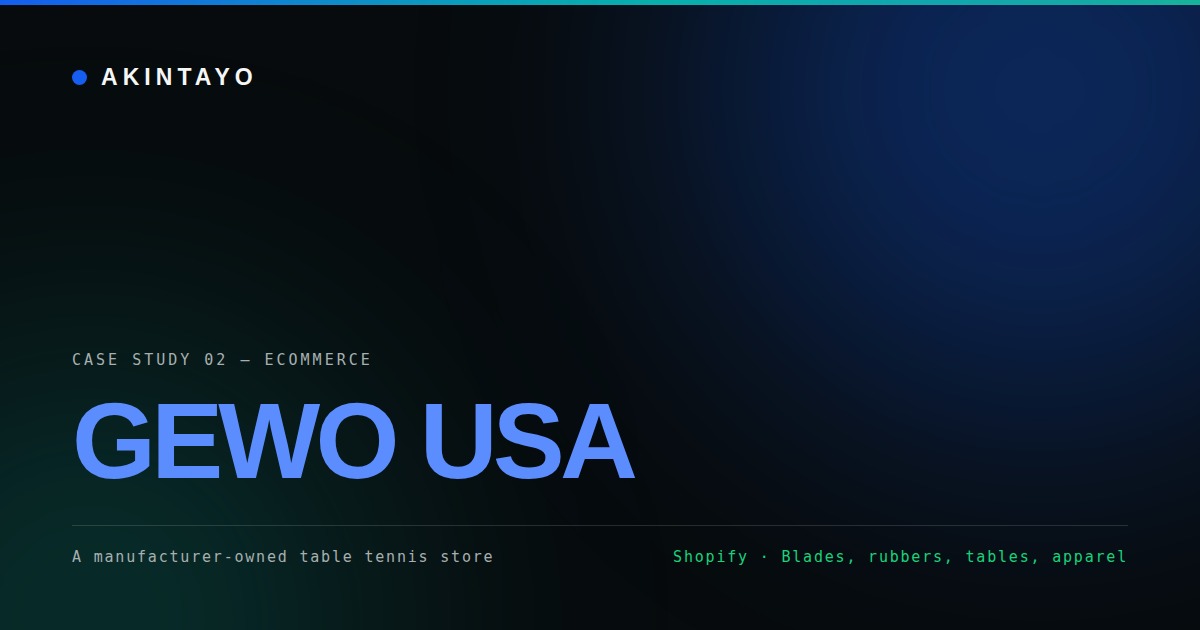 AKINTAYO
CASE STUDY 02 — ECOMMERCE
GEWO USA
A manufacturer-owned table tennis store
Shopify · Blades, rubbers, tables, apparel